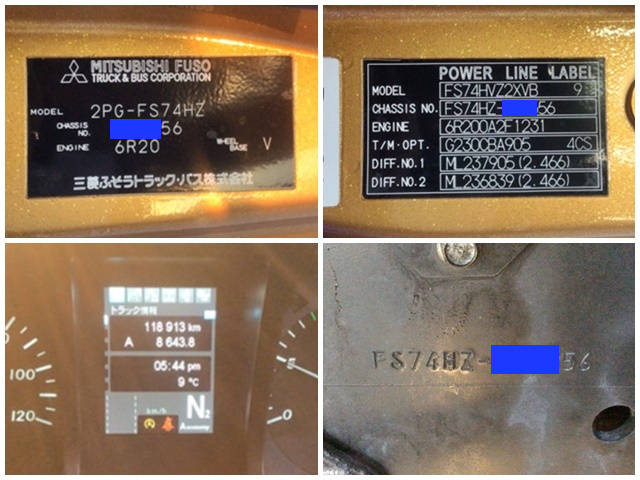 MITSUBISHI FUSO
TRUCK & BUS CORPORATION
MODEL 2PG-FS74HZ
CHASSIS NO. 56
ENGINE 6R20 WHEEL BASE V
三菱ふそうトラック・バス株式会社
POWER LINE LABEL
MODEL FS74HVZ2XVB 9
CHASSIS NO. FS74HZ- 56
ENGINE 6R200A2F1231
T/M・OPT. G2300BA905 4CS
DIFF.NO.1 ML237905(2.466)
DIFF.NO.2 ML236839(2.466)
トラック情報
118 913 km
A 8 643.8
05:44 pm
9 °C
km/h
N2
A economy
100
120
5
0
FS74HZ- 56